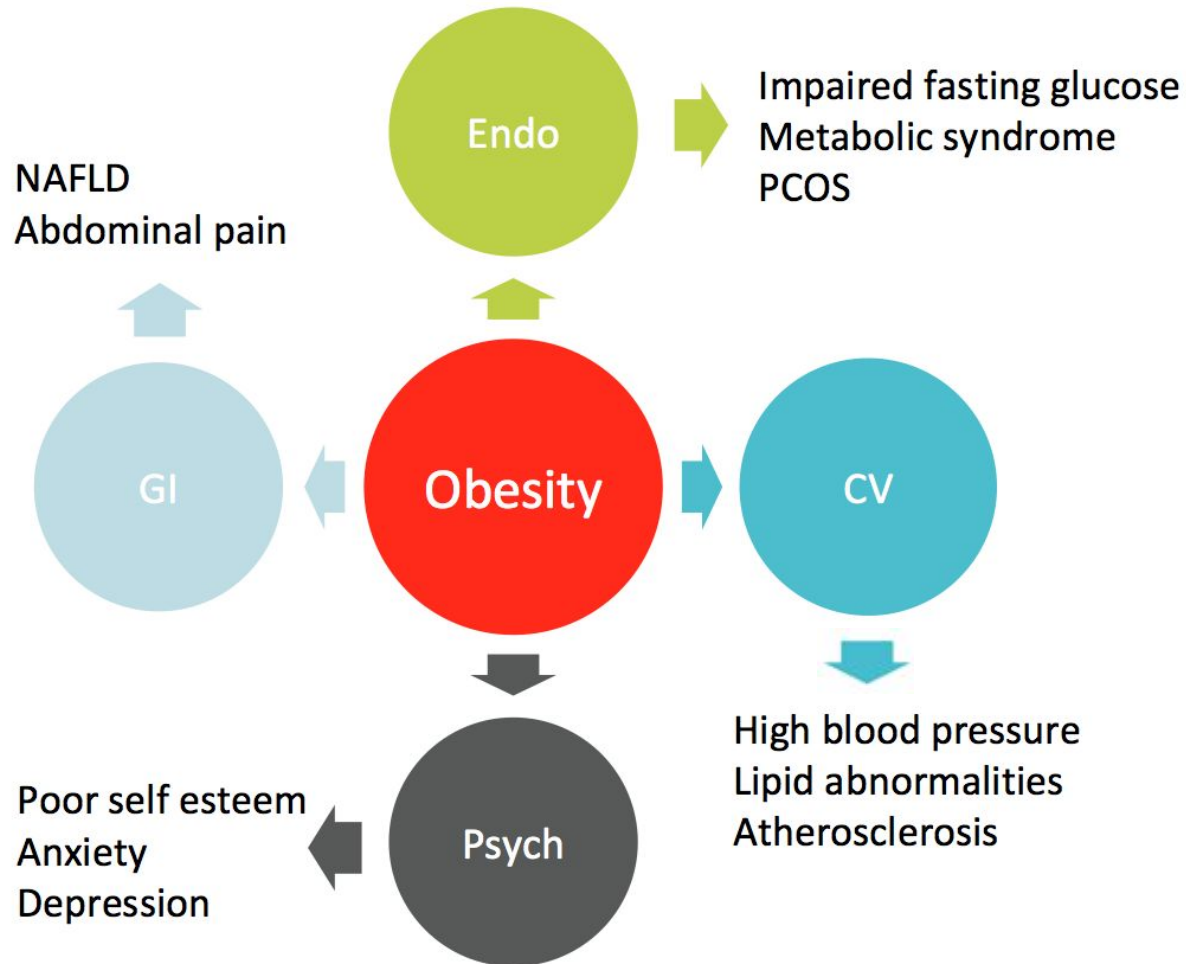 Endo
Impaired fasting glucose
Metabolic syndrome
PCOS
NAFLD
Abdominal pain
GI
Obesity
CV
High blood pressure
Lipid abnormalities
Atherosclerosis
Poor self esteem
Anxiety
Depression
Psych